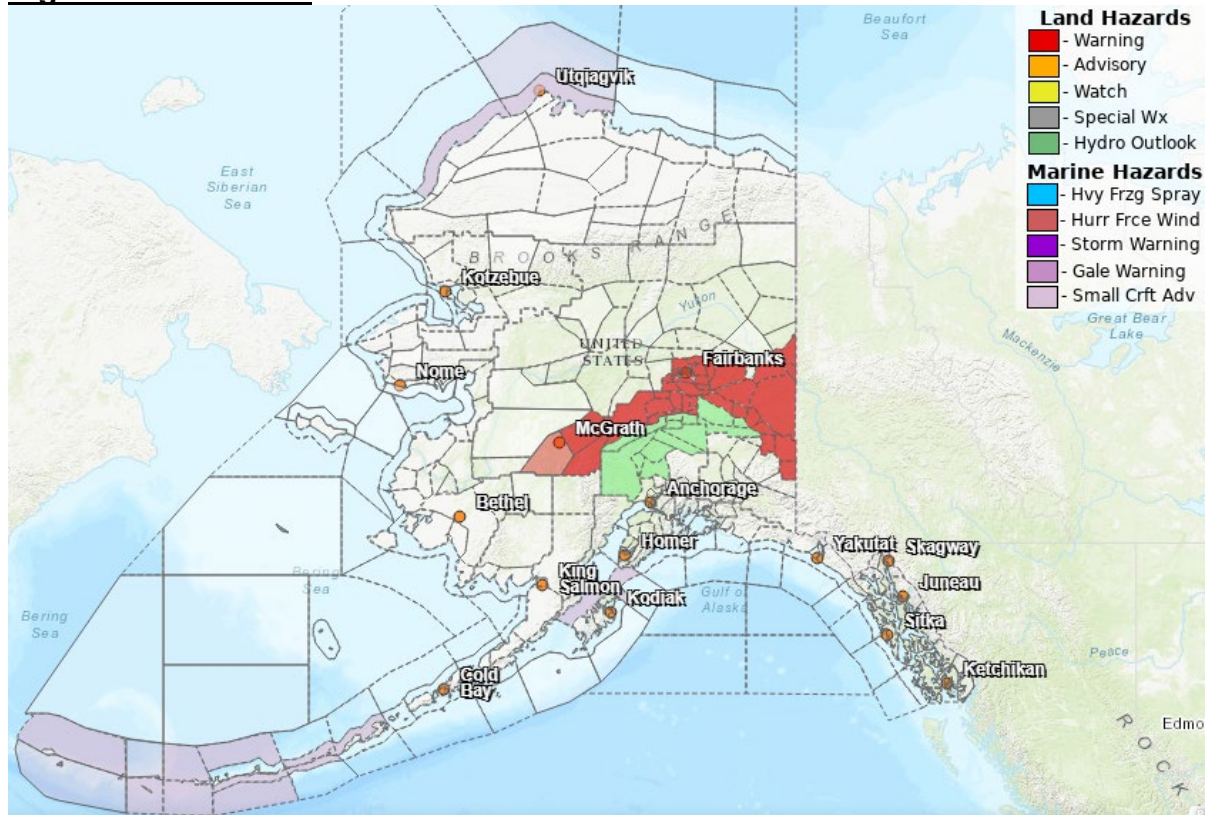 Land Hazards
- Warning
- Advisory
- Watch
- Special Wx
- Hydro Outlook
Marine Hazards
- Hvy Frzg Spray
- Hurr Frce Wind
- Storm Warning
- Gale Warning
- Small Crft Adv
Beaufort
Sea
Utqiagvik
East
Siberian
Sea
BROOKS RANGE
Kotzebue
Yukon
Great Bear
Lake
Mackenzie
UNITED
STATES
Fairbanks
Nome
McGrath
Anchorage
Bethel
Homer
Yakutat
Skagway
King
Salmon
Bering
Sea
Juneau
Kodiak
Gulf of
Alaska
Bering
Sea
Sitka
Peace
Ketchikan
Cold
Bay
Edmo
ROCK